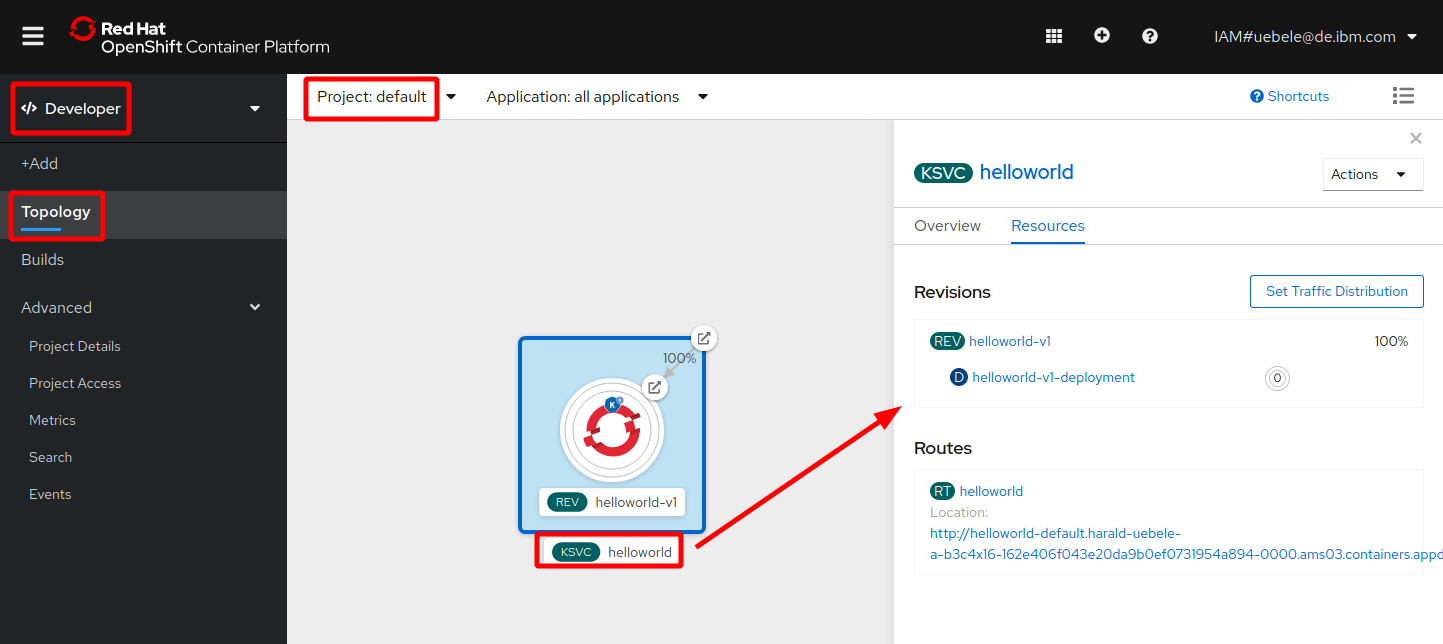 Red Hat
OpenShift Container Platform
IAM#uebele@de.ibm.com
Developer
+Add
Topology
Builds
Advanced
Project Details
Project Access
Metrics
Search
Events
Project: default
Application: all applications
Shortcuts
100%
K
REV helloworld-v1
KSVC helloworld
KSVC helloworld
Actions
Overview
Resources
Revisions
Set Traffic Distribution
REV helloworld-v1 100%
D helloworld-v1-deployment 0
Routes
RT helloworld
Location:
http://helloworld-default.harald-uebele-
a-b3c4x16-162e406f043e20da9b0ef0731954a894-0000.ams03.containers.appd